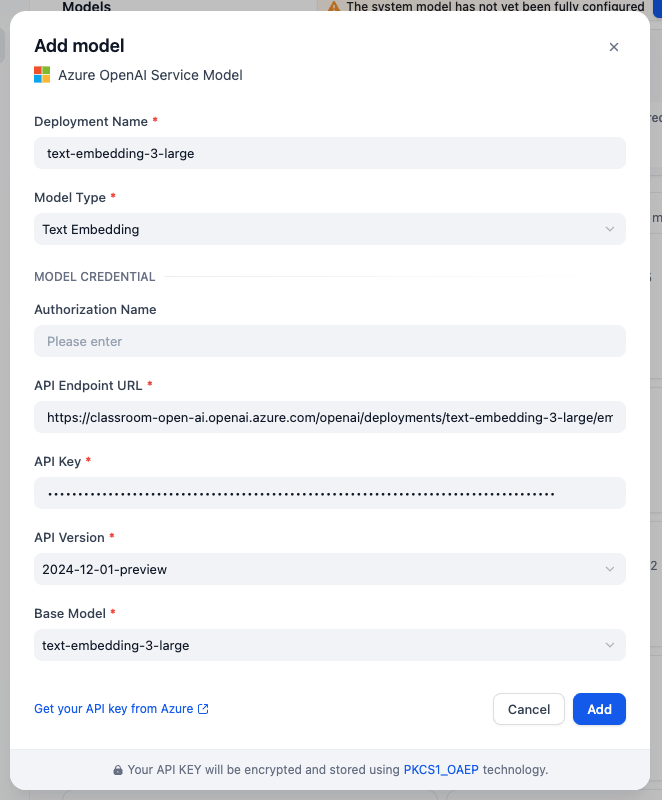 Models
The system model has not yet been fully configured
Add model
Azure OpenAI Service Model
Deployment Name *
text-embedding-3-large
Model Type *
Text Embedding
MODEL CREDENTIAL
Authorization Name
Please enter
API Endpoint URL *
https://classroom-open-ai.openai.azure.com/openai/deployments/text-embedding-3-large/em
API Key *
API Version *
2024-12-01-preview
Base Model *
text-embedding-3-large
Get your API key from Azure
Cancel
Add
Your API KEY will be encrypted and stored using PKCS1_OAEP technology.